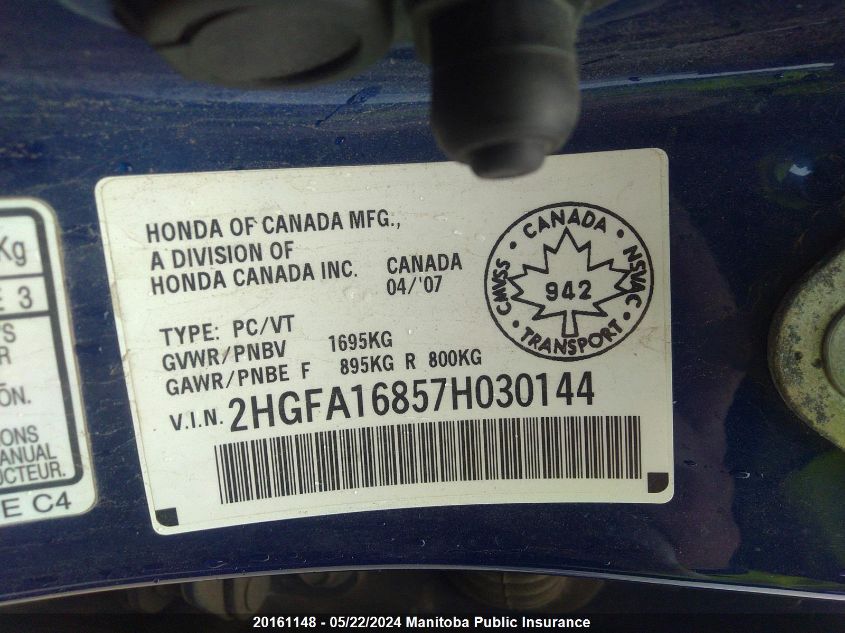 HONDA OF CANADA MFG.,
A DIVISION OF
HONDA CANADA INC.
CANADA
04/'07
TYPE: PC/VT
GVWR/PNBV 1695KG
GAWR/PNBE F 895KG R 800KG
V.I.N. 2HGFA16857H030144
CANADA
CMVSS
NSVAC
942
TRANSPORT
Kg
E 3
'S
R
ON.
IONS
ANUAL
UCTEUR.
E C4
20161148 - 05/22/2024 Manitoba Public Insurance